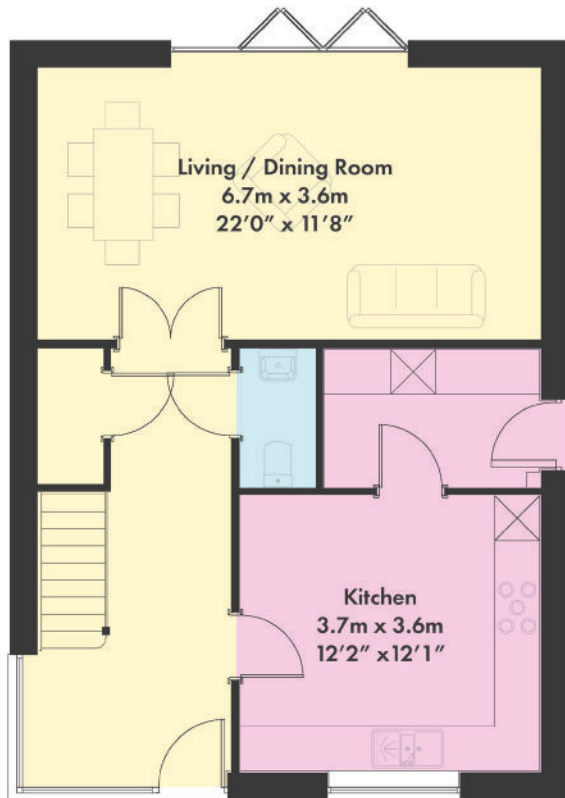 Living / Dining Room
6.7m x 3.6m
22’0” x 11’8”
Kitchen
3.7m x 3.6m
12’2” x12’1”